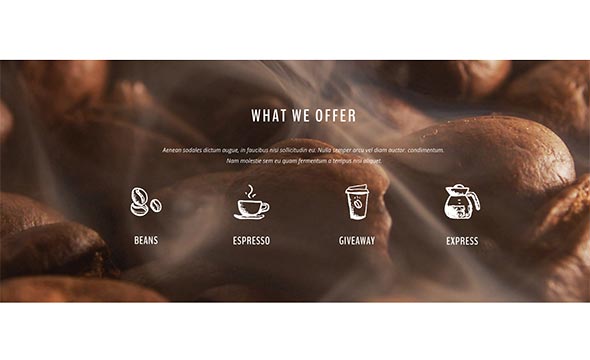 WHAT WE OFFER
Aenean sodales dictum augue, in faucibus nisi sollicitudin eu. Nulla semper arcu vel diam auctor. condimentum.
Nam molestie sem eu quam fermentum a tempus nisi aliquet.
BEANS ESPRESSO GIVEAWAY EXPRESS